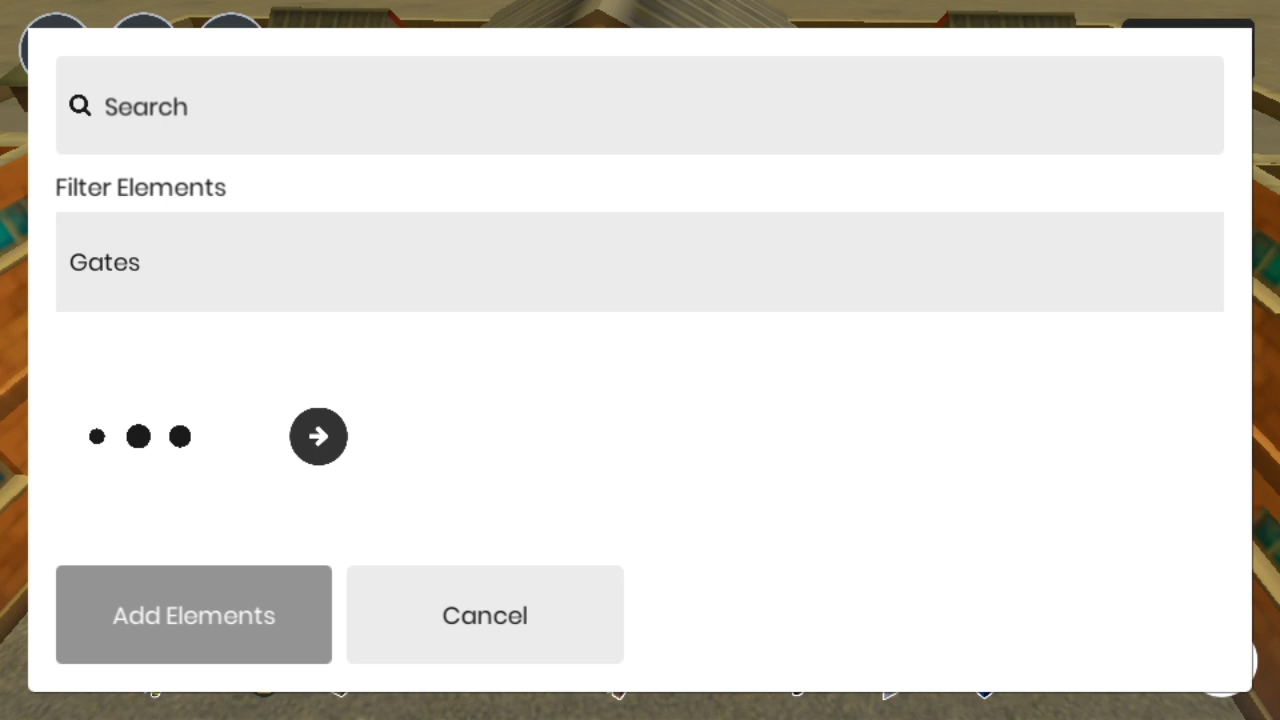 Search
Filter Elements
Gates
Add Elements
Cancel